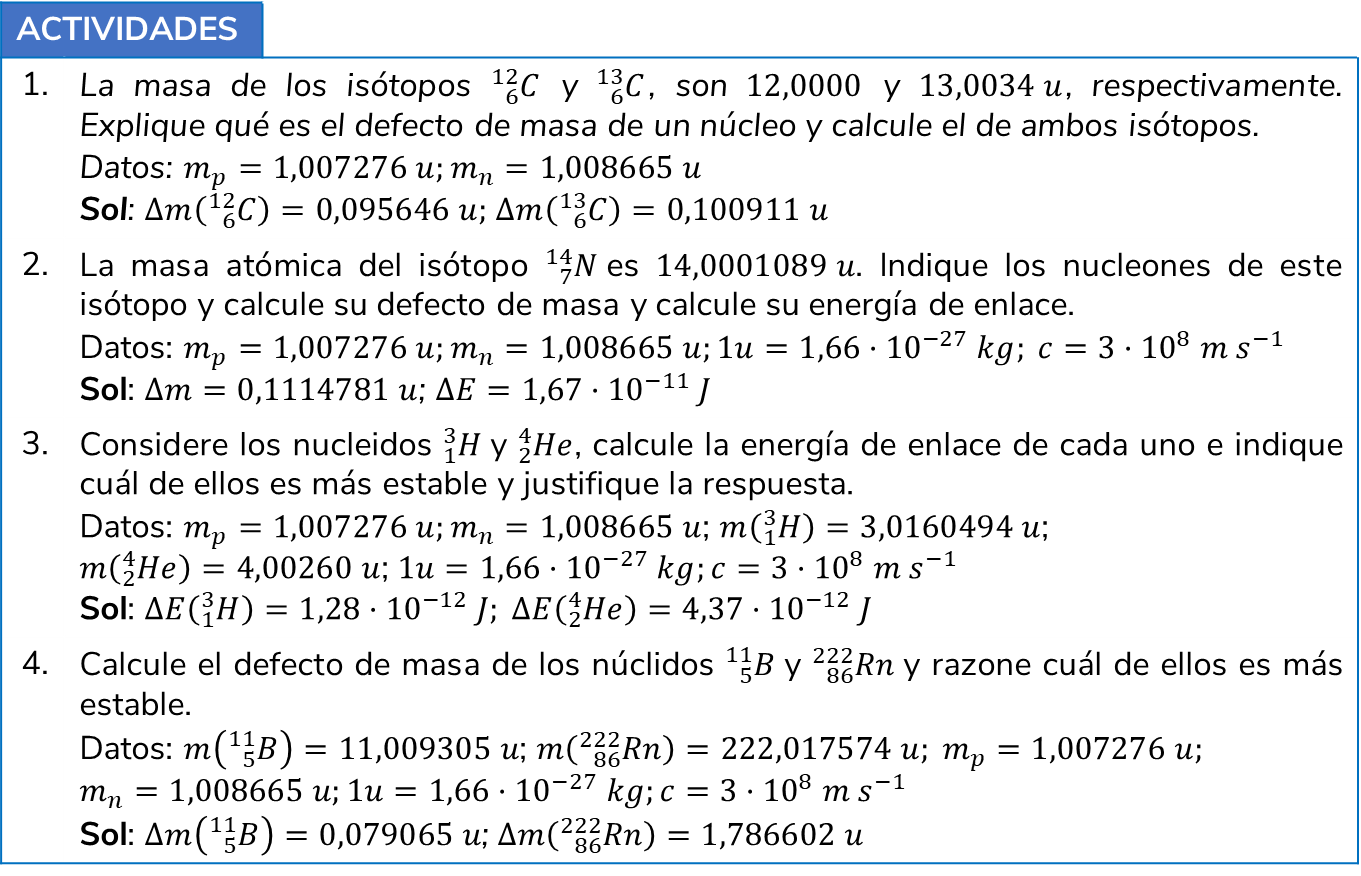 ACTIVIDADES
1. La masa de los isótopos ¹²₆C y ¹³₆C, son 12,0000 y 13,0034 u, respectivamente.
Explique qué es el defecto de masa de un núcleo y calcule el de ambos isótopos.
Datos: mₚ = 1,007276 u; mₙ = 1,008665 u
Sol: Δm(¹²₆C) = 0,095646 u; Δm(¹³₆C) = 0,100911 u
2. La masa atómica del isótopo ¹⁴₇N es 14,0001089 u. Indique los nucleones de este
isótopo y calcule su defecto de masa y calcule su energía de enlace.
Datos: mₚ = 1,007276 u; mₙ = 1,008665 u; 1u = 1,66 · 10⁻²⁷ kg; c = 3 · 10⁸ m s⁻¹
Sol: Δm = 0,1114781 u; ΔE = 1,67 · 10⁻¹¹ J
3. Considere los nucleidos ³₁H y ⁴₂He, calcule la energía de enlace de cada uno e indique
cuál de ellos es más estable y justifique la respuesta.
Datos: mₚ = 1,007276 u; mₙ = 1,008665 u; m(³₁H) = 3,0160494 u;
m(⁴₂He) = 4,00260 u; 1u = 1,66 · 10⁻²⁷ kg; c = 3 · 10⁸ m s⁻¹
Sol: ΔE(³₁H) = 1,28 · 10⁻¹² J; ΔE(⁴₂He) = 4,37 · 10⁻¹² J
4. Calcule el defecto de masa de los núclidos ¹¹₅B y ²²²₈₆Rn y razone cuál de ellos es más
estable.
Datos: m(¹¹₅B) = 11,009305 u; m(²²²₈₆Rn) = 222,017574 u; mₚ = 1,007276 u;
mₙ = 1,008665 u; 1u = 1,66 · 10⁻²⁷ kg; c = 3 · 10⁸ m s⁻¹
Sol: Δm(¹¹₅B) = 0,079065 u; Δm(²²²₈₆Rn) = 1,786602 u